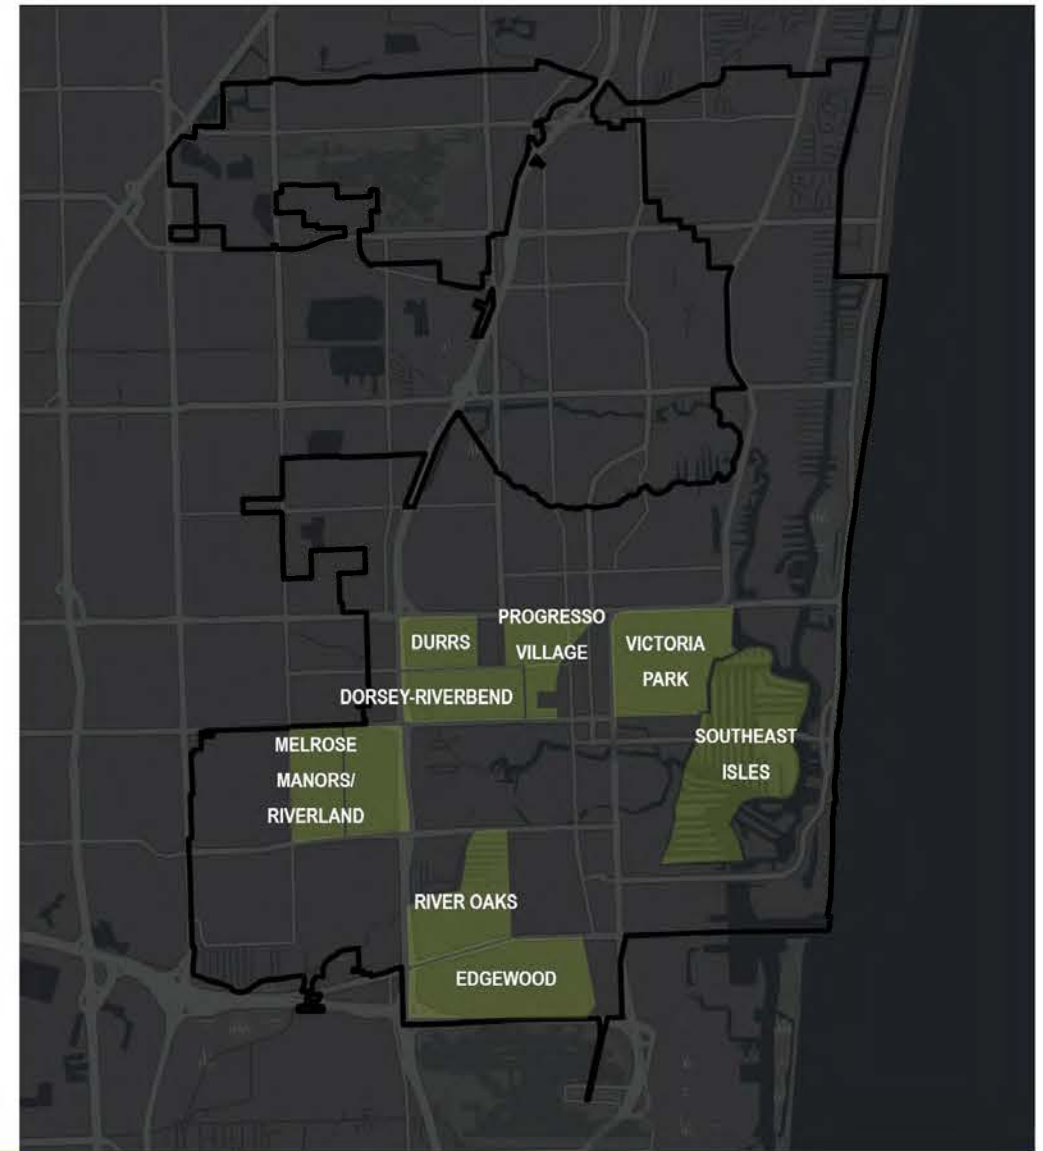 PROGRESSO
VILLAGE
DURRS
VICTORIA
PARK
DORSEY-RIVERBEND
MELROSE
MANORS/
RIVERLAND
SOUTHEAST
ISLES
RIVER OAKS
EDGEWOOD